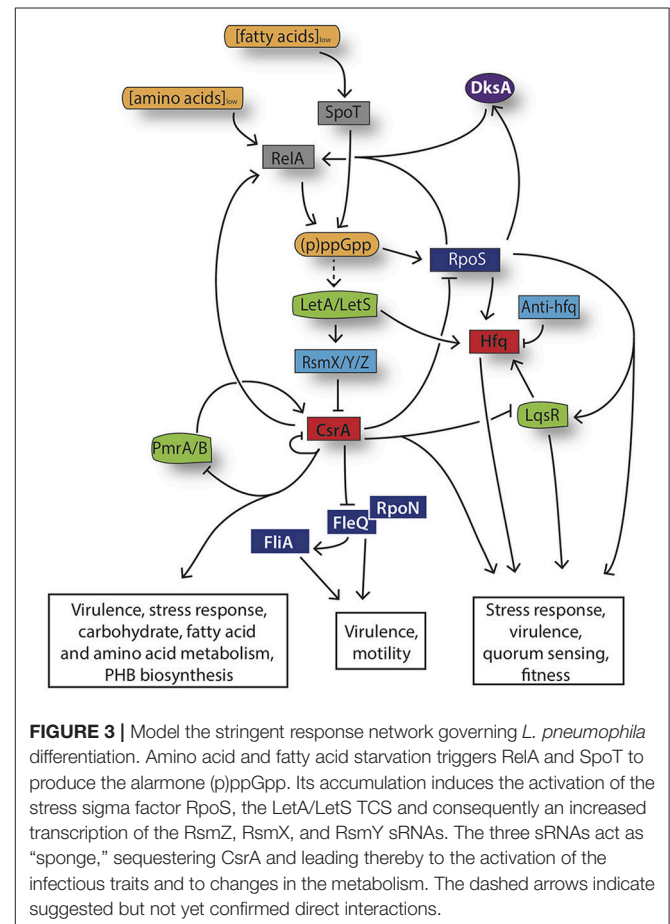 [fatty acids]low
[amino acids]low
DksA
SpoT
RelA
(p)ppGpp
RpoS
LetA/LetS
Anti-hfq
Hfq
RsmX/Y/Z
LqsR
CsrA
PmrA/B
RpoN
FleQ
FliA
Virulence, stress response,
carbohydrate, fatty acid
and amino acid metabolism,
PHB biosynthesis
Virulence,
motility
Stress response,
virulence,
quorum sensing,
fitness
FIGURE 3 | Model the stringent response network governing L. pneumophila
differentiation. Amino acid and fatty acid starvation triggers RelA and SpoT to
produce the alarmone (p)ppGpp. Its accumulation induces the activation of the
stress sigma factor RpoS, the LetA/LetS TCS and consequently an increased
transcription of the RsmZ, RsmX, and RsmY sRNAs. The three sRNAs act as
“sponge,” sequestering CsrA and leading thereby to the activation of the
infectious traits and to changes in the metabolism. The dashed arrows indicate
suggested but not yet confirmed direct interactions.